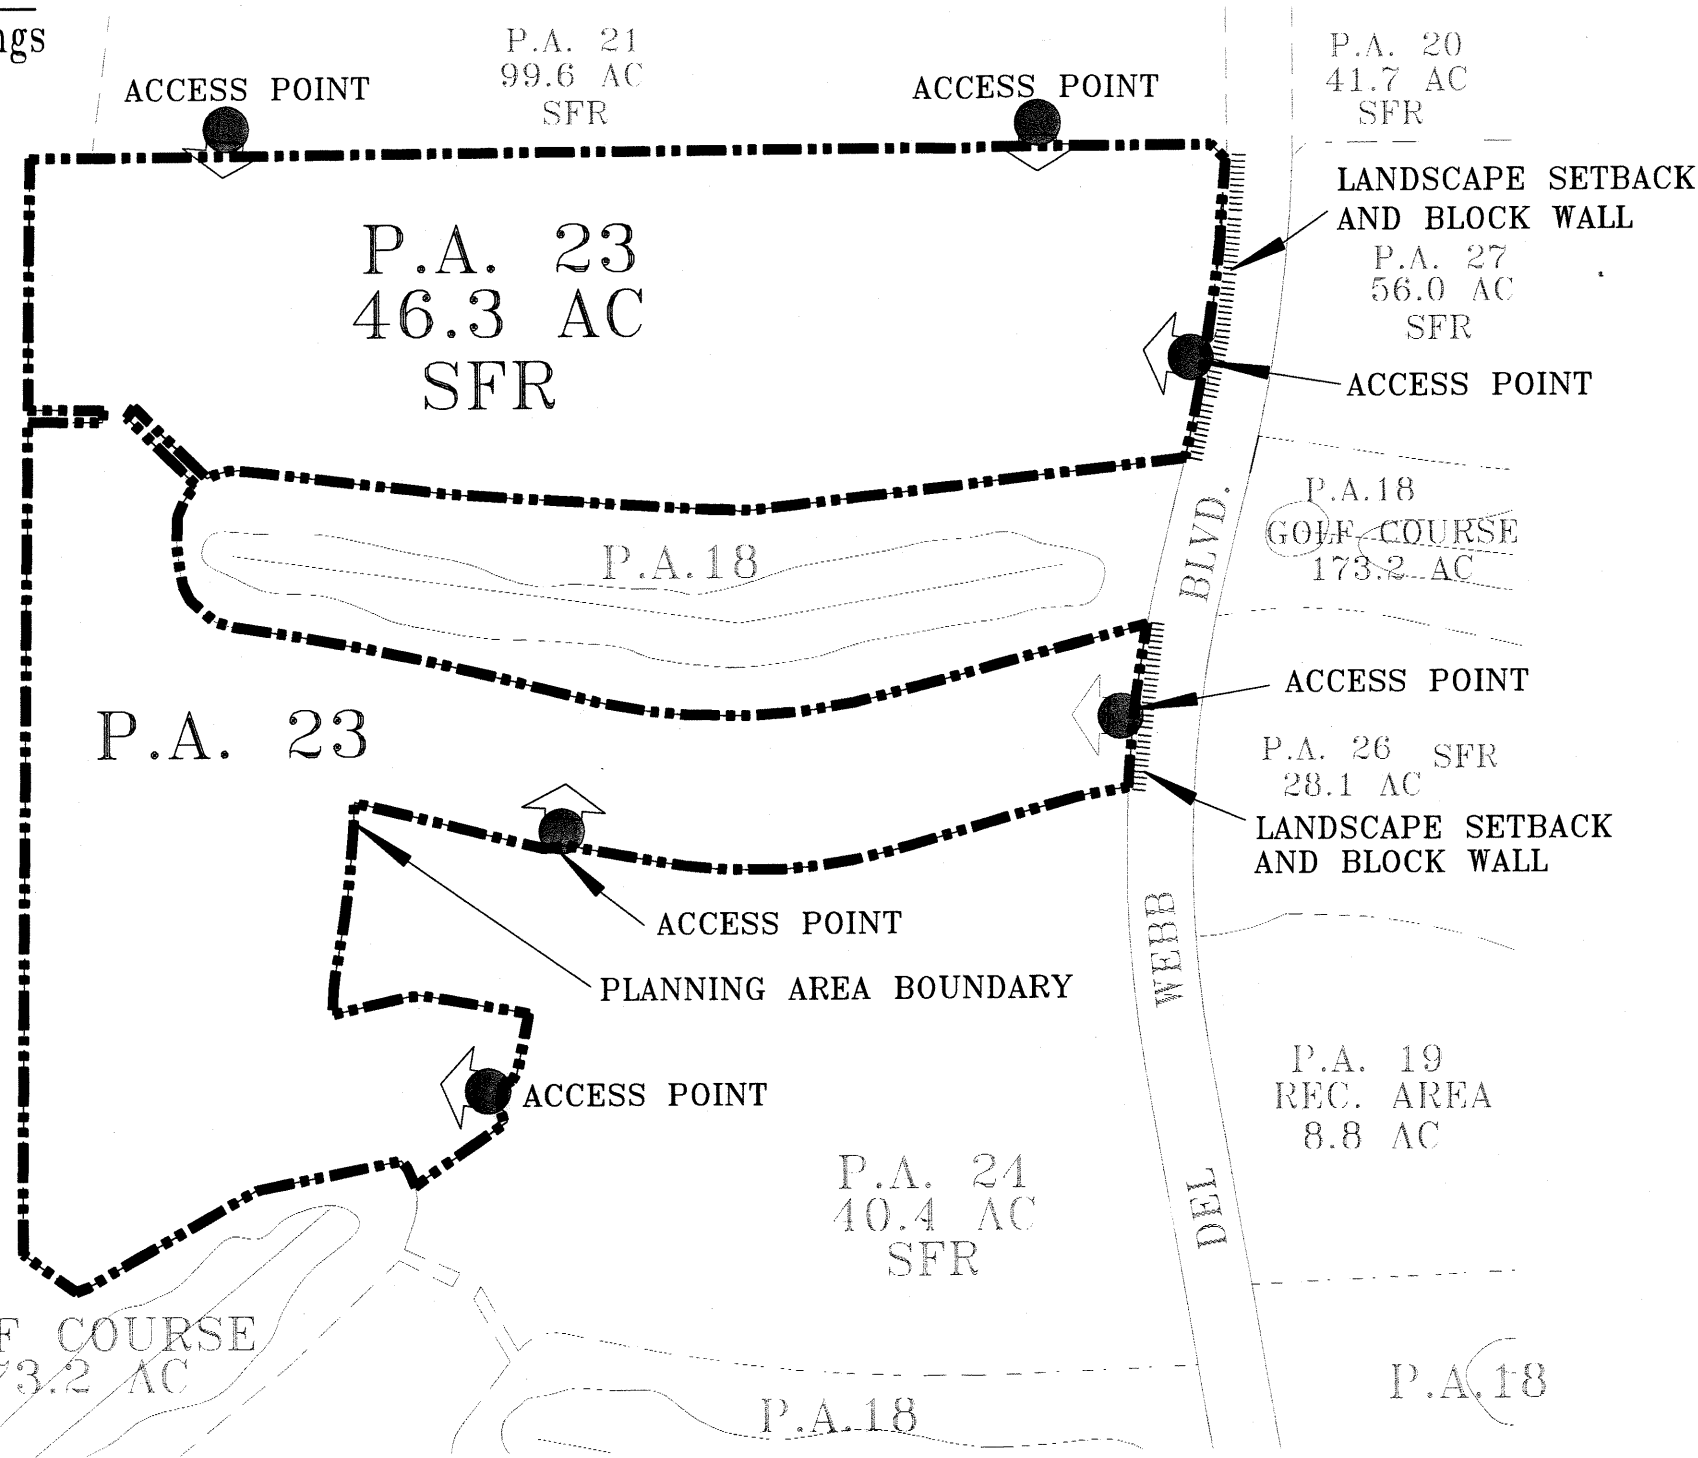 P.A. 21
99.6 AC
SFR
P.A. 20
41.7 AC
SFR
ACCESS POINT
ACCESS POINT
LANDSCAPE SETBACK
AND BLOCK WALL
P.A. 23
46.3 AC
SFR
P.A. 27
56.0 AC
SFR
ACCESS POINT
P.A.18
GOLF COURSE
173.2 AC
BLVD.
P.A.18
ACCESS POINT
P.A. 23
P.A. 26 SFR
28.1 AC
LANDSCAPE SETBACK
AND BLOCK WALL
ACCESS POINT
WEBB
PLANNING AREA BOUNDARY
P.A. 19
REC. AREA
8.8 AC
ACCESS POINT
P.A. 24
40.4 AC
SFR
DEL
COURSE
73.2 AC
P.A.18
P.A.18